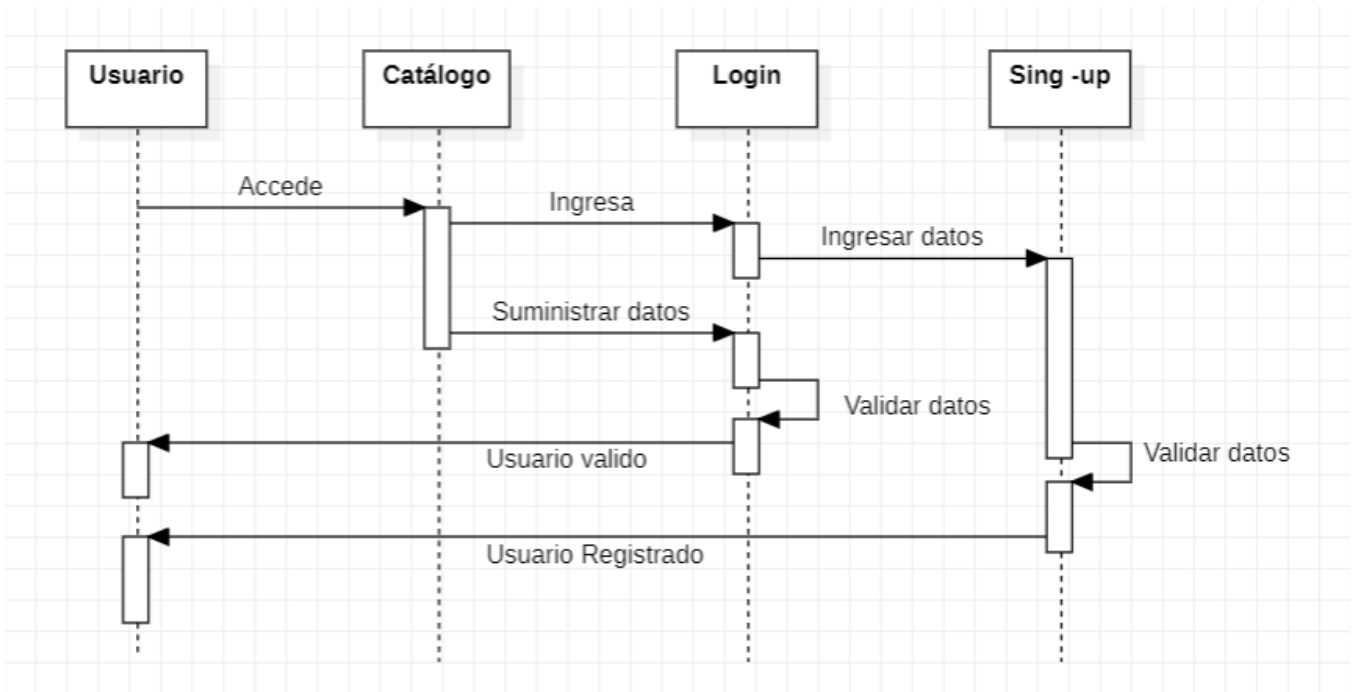 Usuario
Catálogo
Login
Sing -up
Accede
Ingresa
Ingresar datos
Suministrar datos
Validar datos
Usuario valido
Validar datos
Usuario Registrado